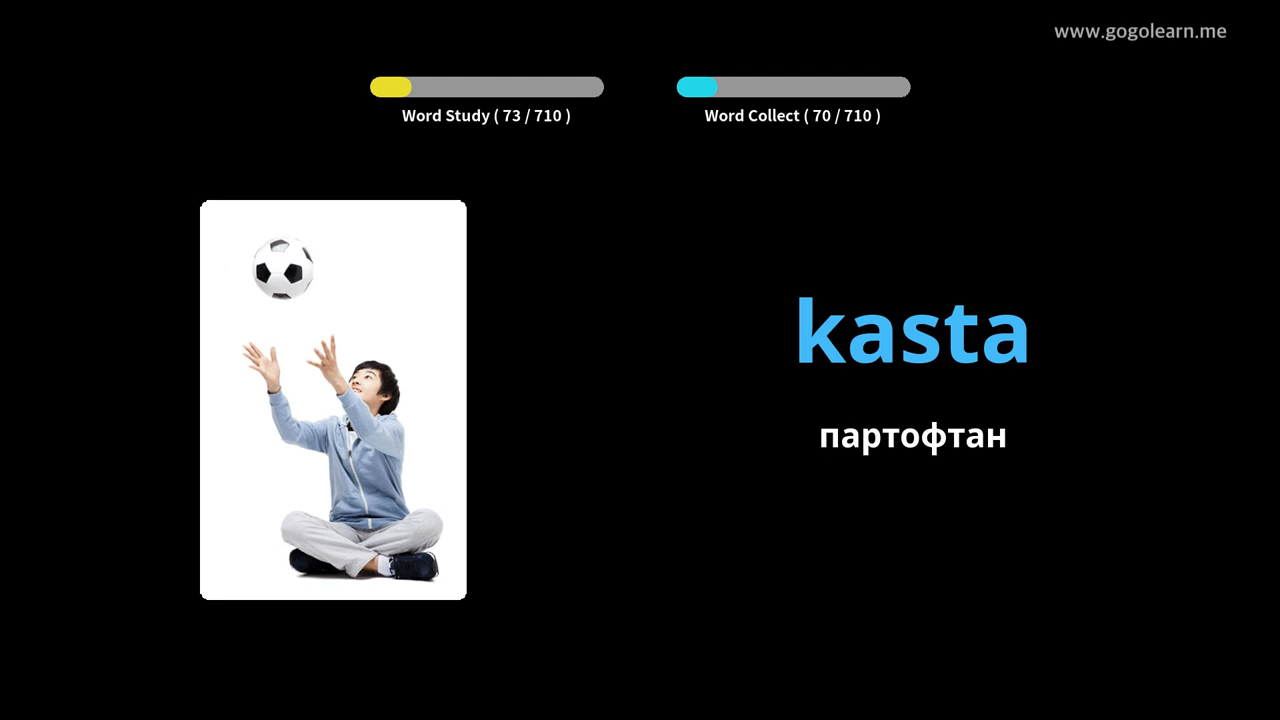 www.gogolearn.me
Word Study ( 73 / 710 )
Word Collect ( 70 / 710 )
kasta
партофтан